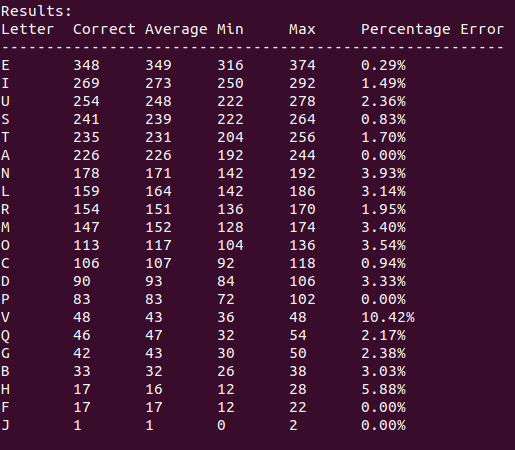 Results:
Letter Correct Average Min Max Percentage Error
----------------------------------------------------------------
E 348 349 316 374 0.29%
I 269 273 250 292 1.49%
U 254 248 222 278 2.36%
S 241 239 222 264 0.83%
T 235 231 204 256 1.70%
A 226 226 192 244 0.00%
N 178 171 142 192 3.93%
L 159 164 142 186 3.14%
R 154 151 136 170 1.95%
M 147 152 128 174 3.40%
O 113 117 104 136 3.54%
C 106 107 92 118 0.94%
D 90 93 84 106 3.33%
P 83 83 72 102 0.00%
V 48 43 36 48 10.42%
Q 46 47 32 54 2.17%
G 42 43 30 50 2.38%
B 33 32 26 38 3.03%
H 17 16 12 28 5.88%
F 17 17 12 22 0.00%
J 1 1 0 2 0.00%